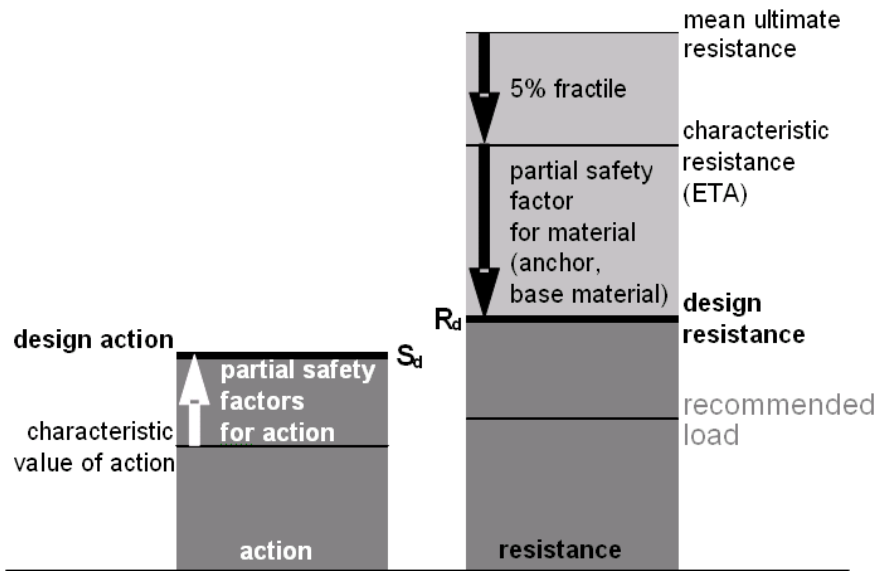 mean ultimate
resistance
5% fractile
characteristic
resistance
(ETA)
partial safety
factor
for material
(anchor,
base material)
Rd
design
resistance
recommended
load
resistance
design action
Sd
partial safety
factors
for action
characteristic
value of action
action